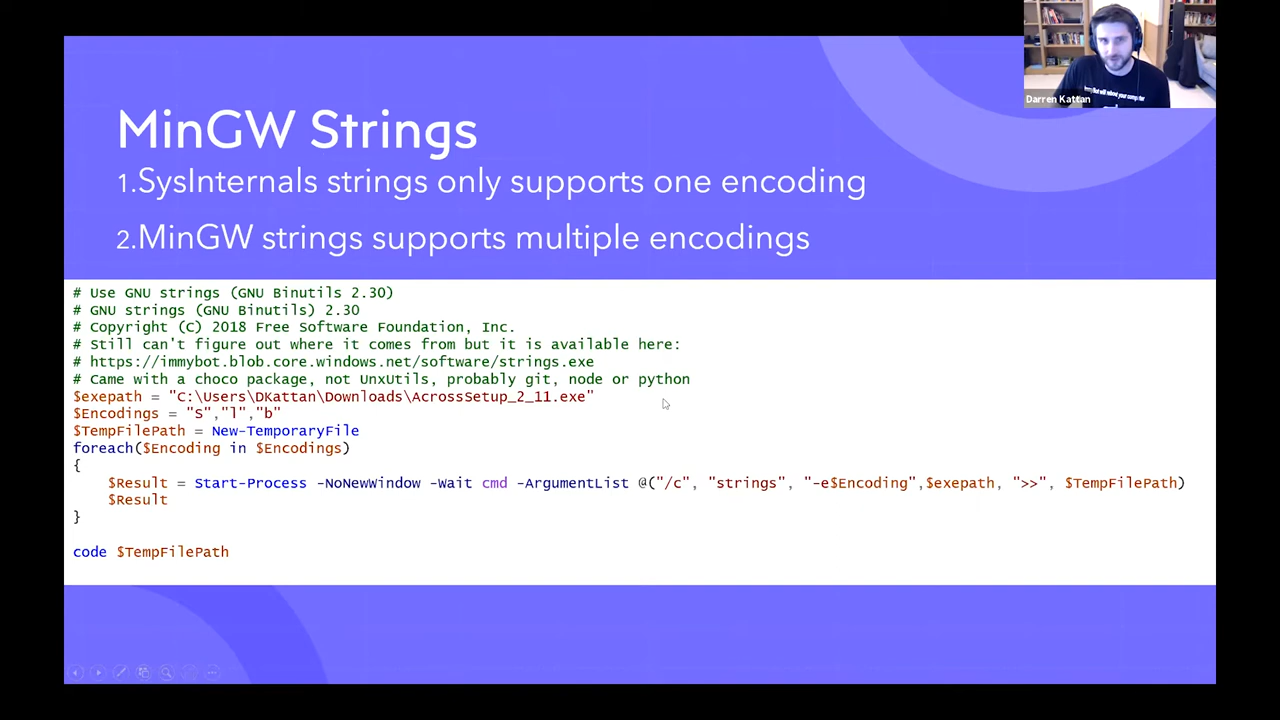 MinGW Strings
1.SysInternals strings only supports one encoding
2.MinGW strings supports multiple encodings
# Use GNU strings (GNU Binutils 2.30)
# GNU strings (GNU Binutils) 2.30
# Copyright (C) 2018 Free Software Foundation, Inc.
# Still can't figure out where it comes from but it is available here:
# https://immybot.blob.core.windows.net/software/strings.exe
# Came with a choco package, not UnxUtils, probably git, node or python
$exepath = "C:\Users\DKattan\Downloads\AcrossSetup_2_11.exe"
$Encodings = "S","l","b"
$TempFilePath = New-TemporaryFile
foreach($Encoding in $Encodings)
{
$Result = Start-Process -NoNewWindow -Wait cmd -ArgumentList @("/c", "strings", "-e$Encoding",$exepath, ">>", $TempFilePath)
$Result
}
code $TempFilePath
Darren Kattan